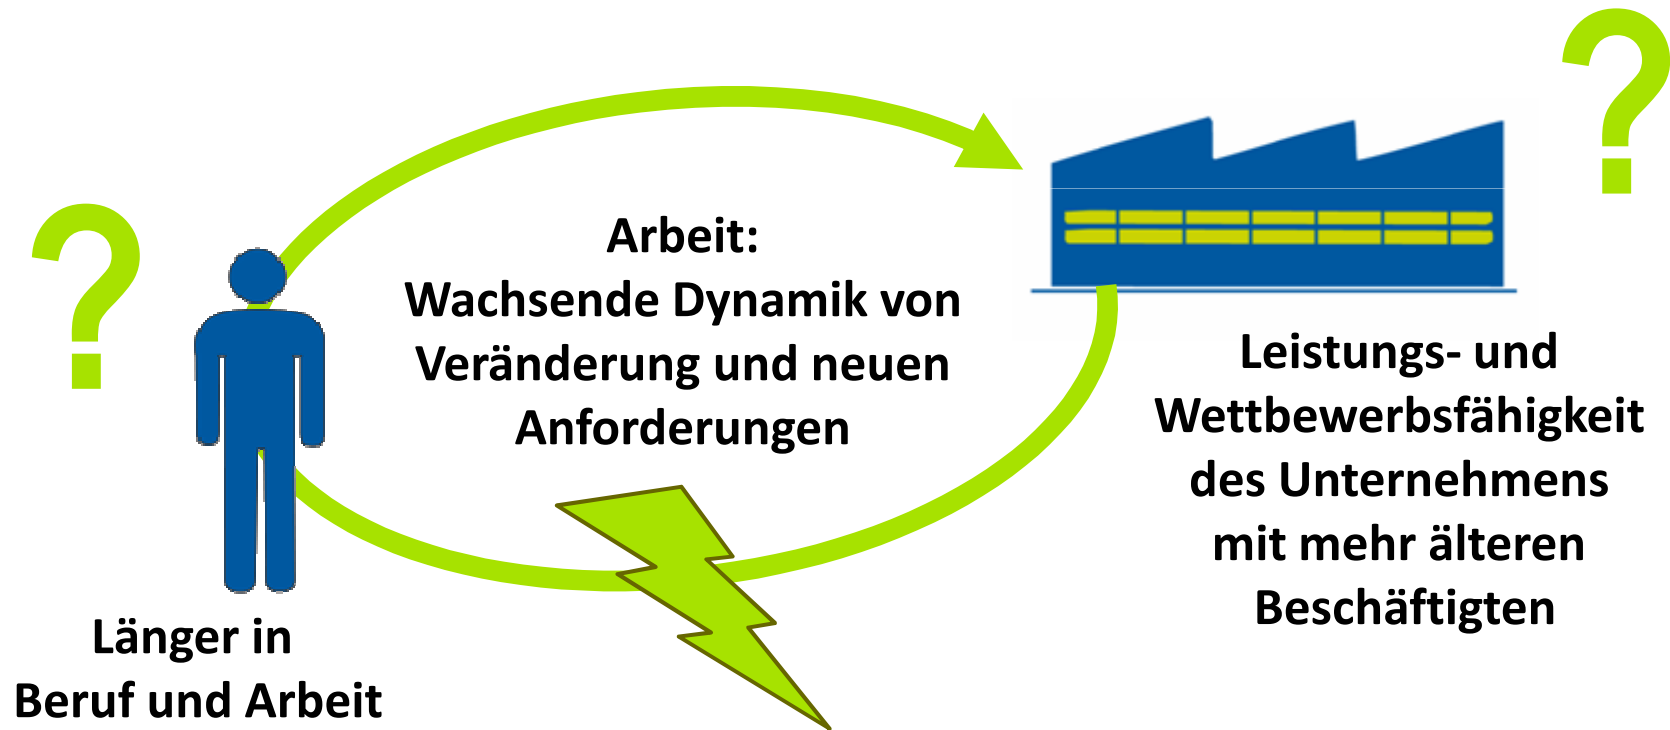 ?
?
Arbeit:
Wachsende Dynamik von
Veränderung und neuen
Anforderungen
Leistungs- und
Wettbewerbsfähigkeit
des Unternehmens
mit mehr älteren
Beschäftigten
Länger in
Beruf und Arbeit